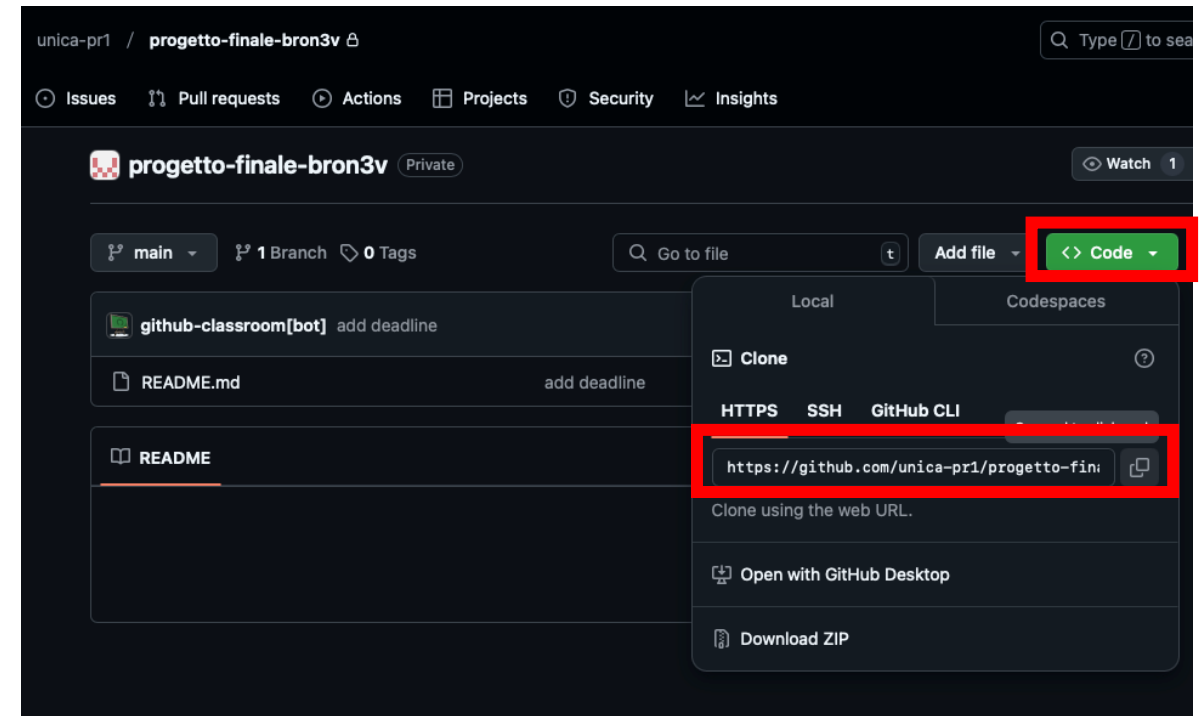 unica-pr1 / progetto-finale-bron3v
Type / to sea
Issues Pull requests Actions Projects Security Insights
progetto-finale-bron3v Private
Watch 1
main 1 Branch 0 Tags
Go to file t
Add file
<> Code
Local Codespaces
github-classroom[bot] add deadline
Clone
README.md add deadline
HTTPS SSH GitHub CLI
README
https://github.com/unica-pr1/progetto-fina
Clone using the web URL.
Open with GitHub Desktop
Download ZIP